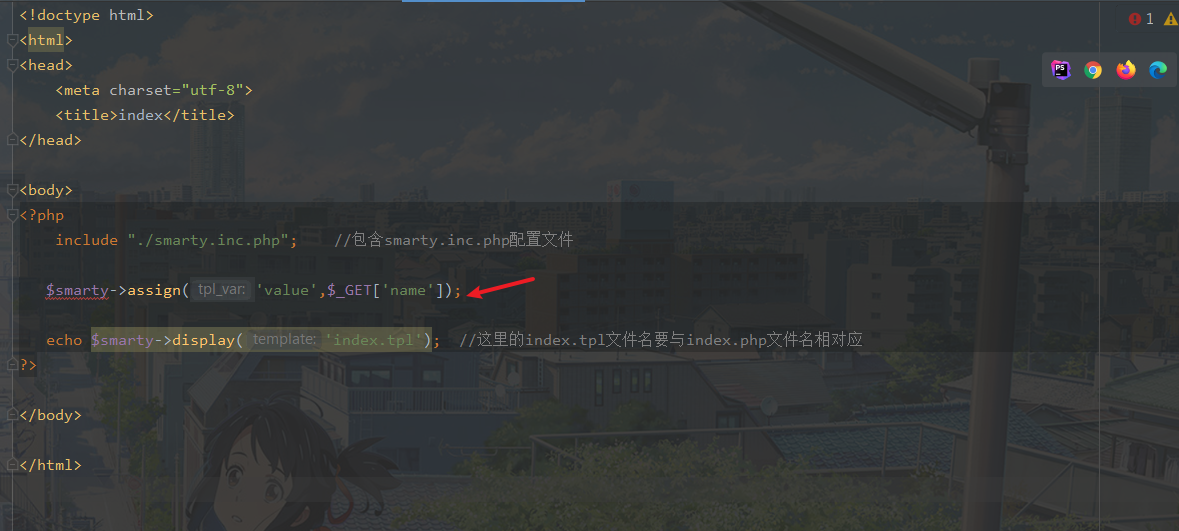 <!doctype html>
<html>
<head>
<meta charset="utf-8">
<title>index</title>
</head>
<body>
<?php
include "./smarty.inc.php"; //包含smarty.inc.php配置文件
$smarty->assign( tpl_var: 'value',$_GET['name']);
echo $smarty->display( template: 'index.tpl'); //这里的index.tpl文件名要与index.php文件名相对应
?>
</body>
</html>
1
PS